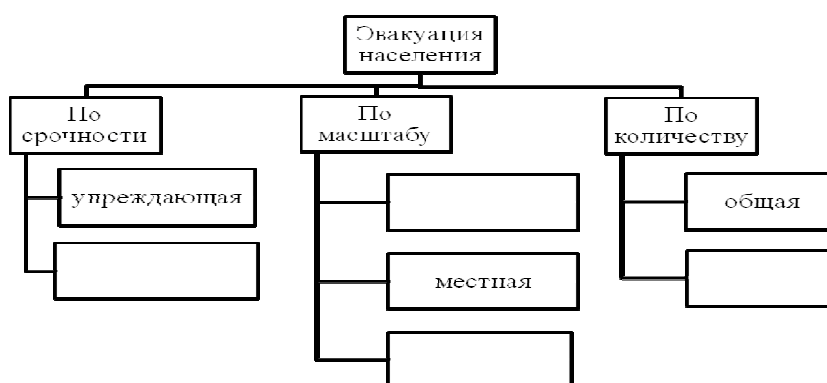 Эвакуация
населения
По
срочности
По
масштабу
По
количеству
упреждающая
общая
местная